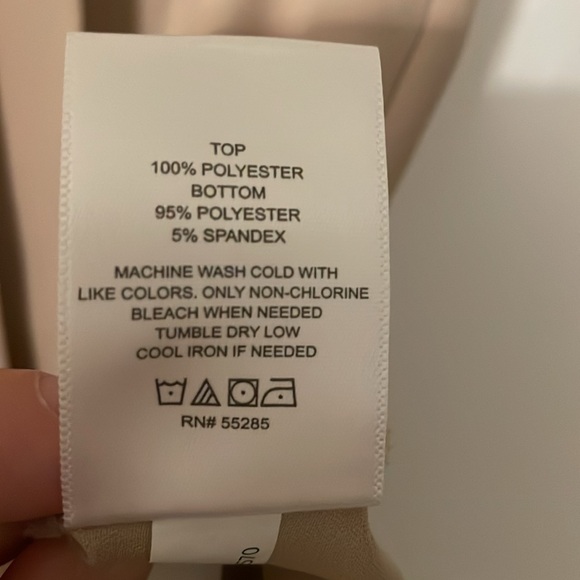 TOP
100% POLYESTER
BOTTOM
95% POLYESTER
5% SPANDEX
MACHINE WASH COLD WITH
LIKE COLORS. ONLY NON-CHLORINE
BLEACH WHEN NEEDED
TUMBLE DRY LOW
COOL IRON IF NEEDED
RN# 55285